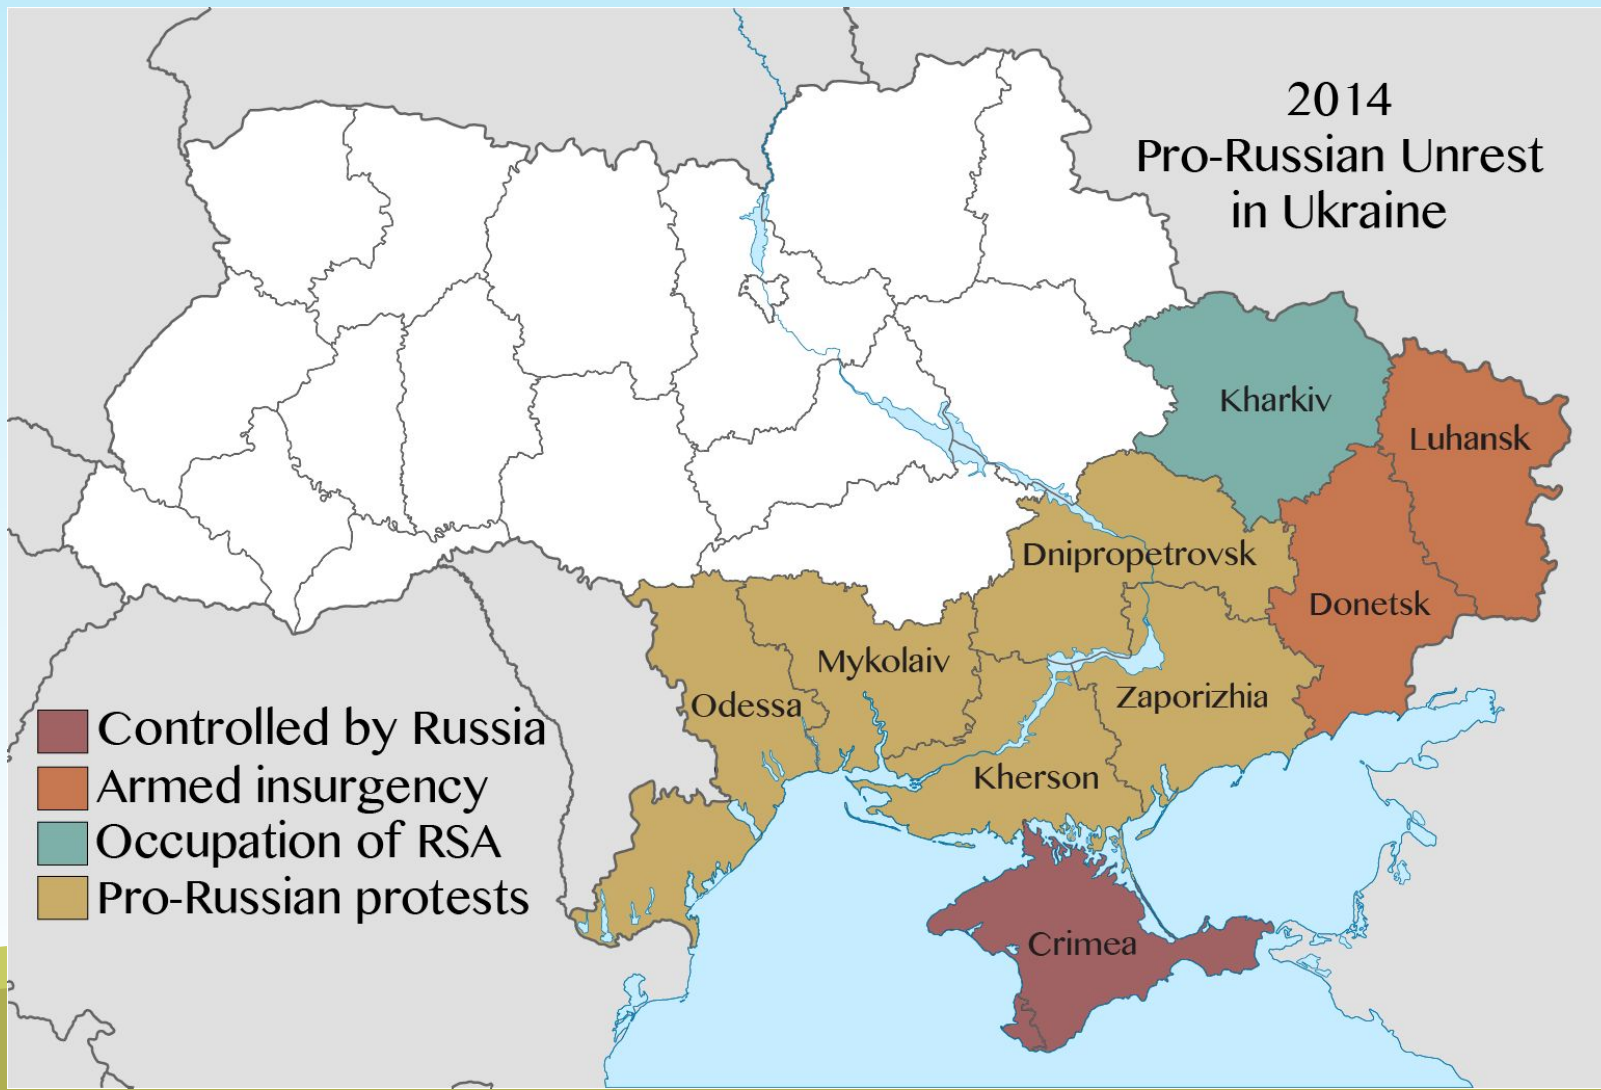 2014
Pro-Russian Unrest
in Ukraine
Kharkiv
Luhansk
Dnipropetrovsk
Donetsk
Mykolaiv
Zaporizhia
Odessa
Kherson
Crimea
Controlled by Russia
Armed insurgency
Occupation of RSA
Pro-Russian protests